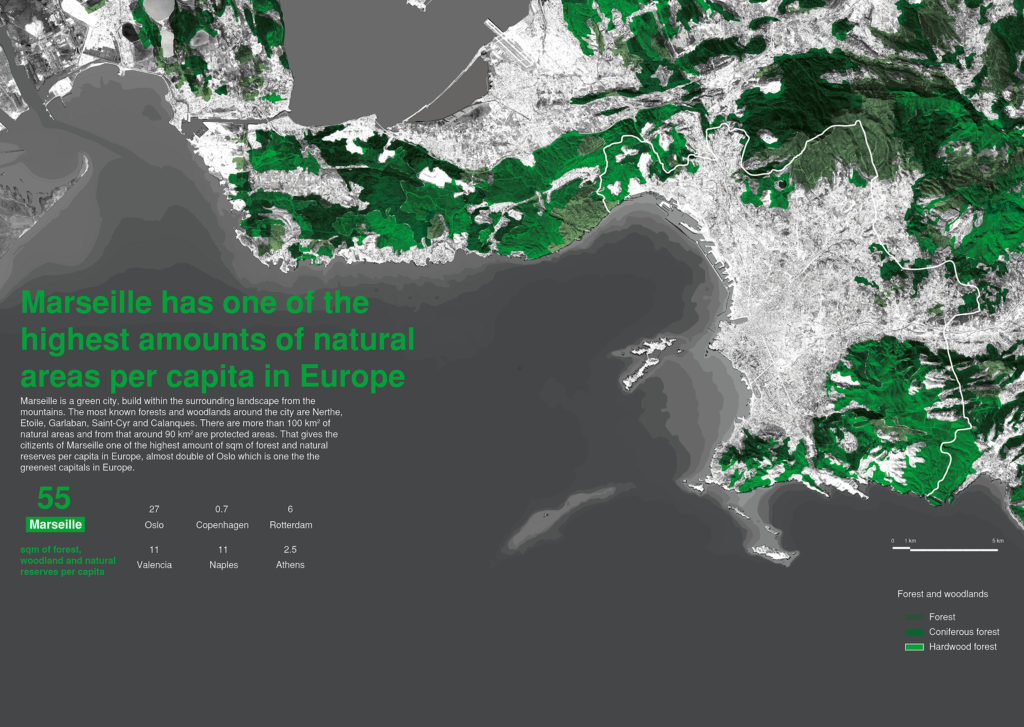 Marseille has one of the
highest amounts of natural
areas per capita in Europe
Marseille is a green city, build within the surrounding landscape from the
mountains. The most known forests and woodlands around the city are Nerthe,
Etoile, Garlaban, Saint-Cyr and Calanques. There are more than 100 km² of
natural areas and from that around 90 km² are protected areas. That gives the
citizents of Marseille one of the highest amount of sqm of forest and natural
reserves per capita in Europe, almost double of Oslo which is one the the
greenest capitals in Europe.
55
Marseille
sqm of forest,
woodland and natural
reserves per capita
27 0.7 6
Oslo Copenhagen Rotterdam
11 11 2.5
Valencia Naples Athens
0 1 km 5 km
Forest and woodlands
Forest
Coniferous forest
Hardwood forest